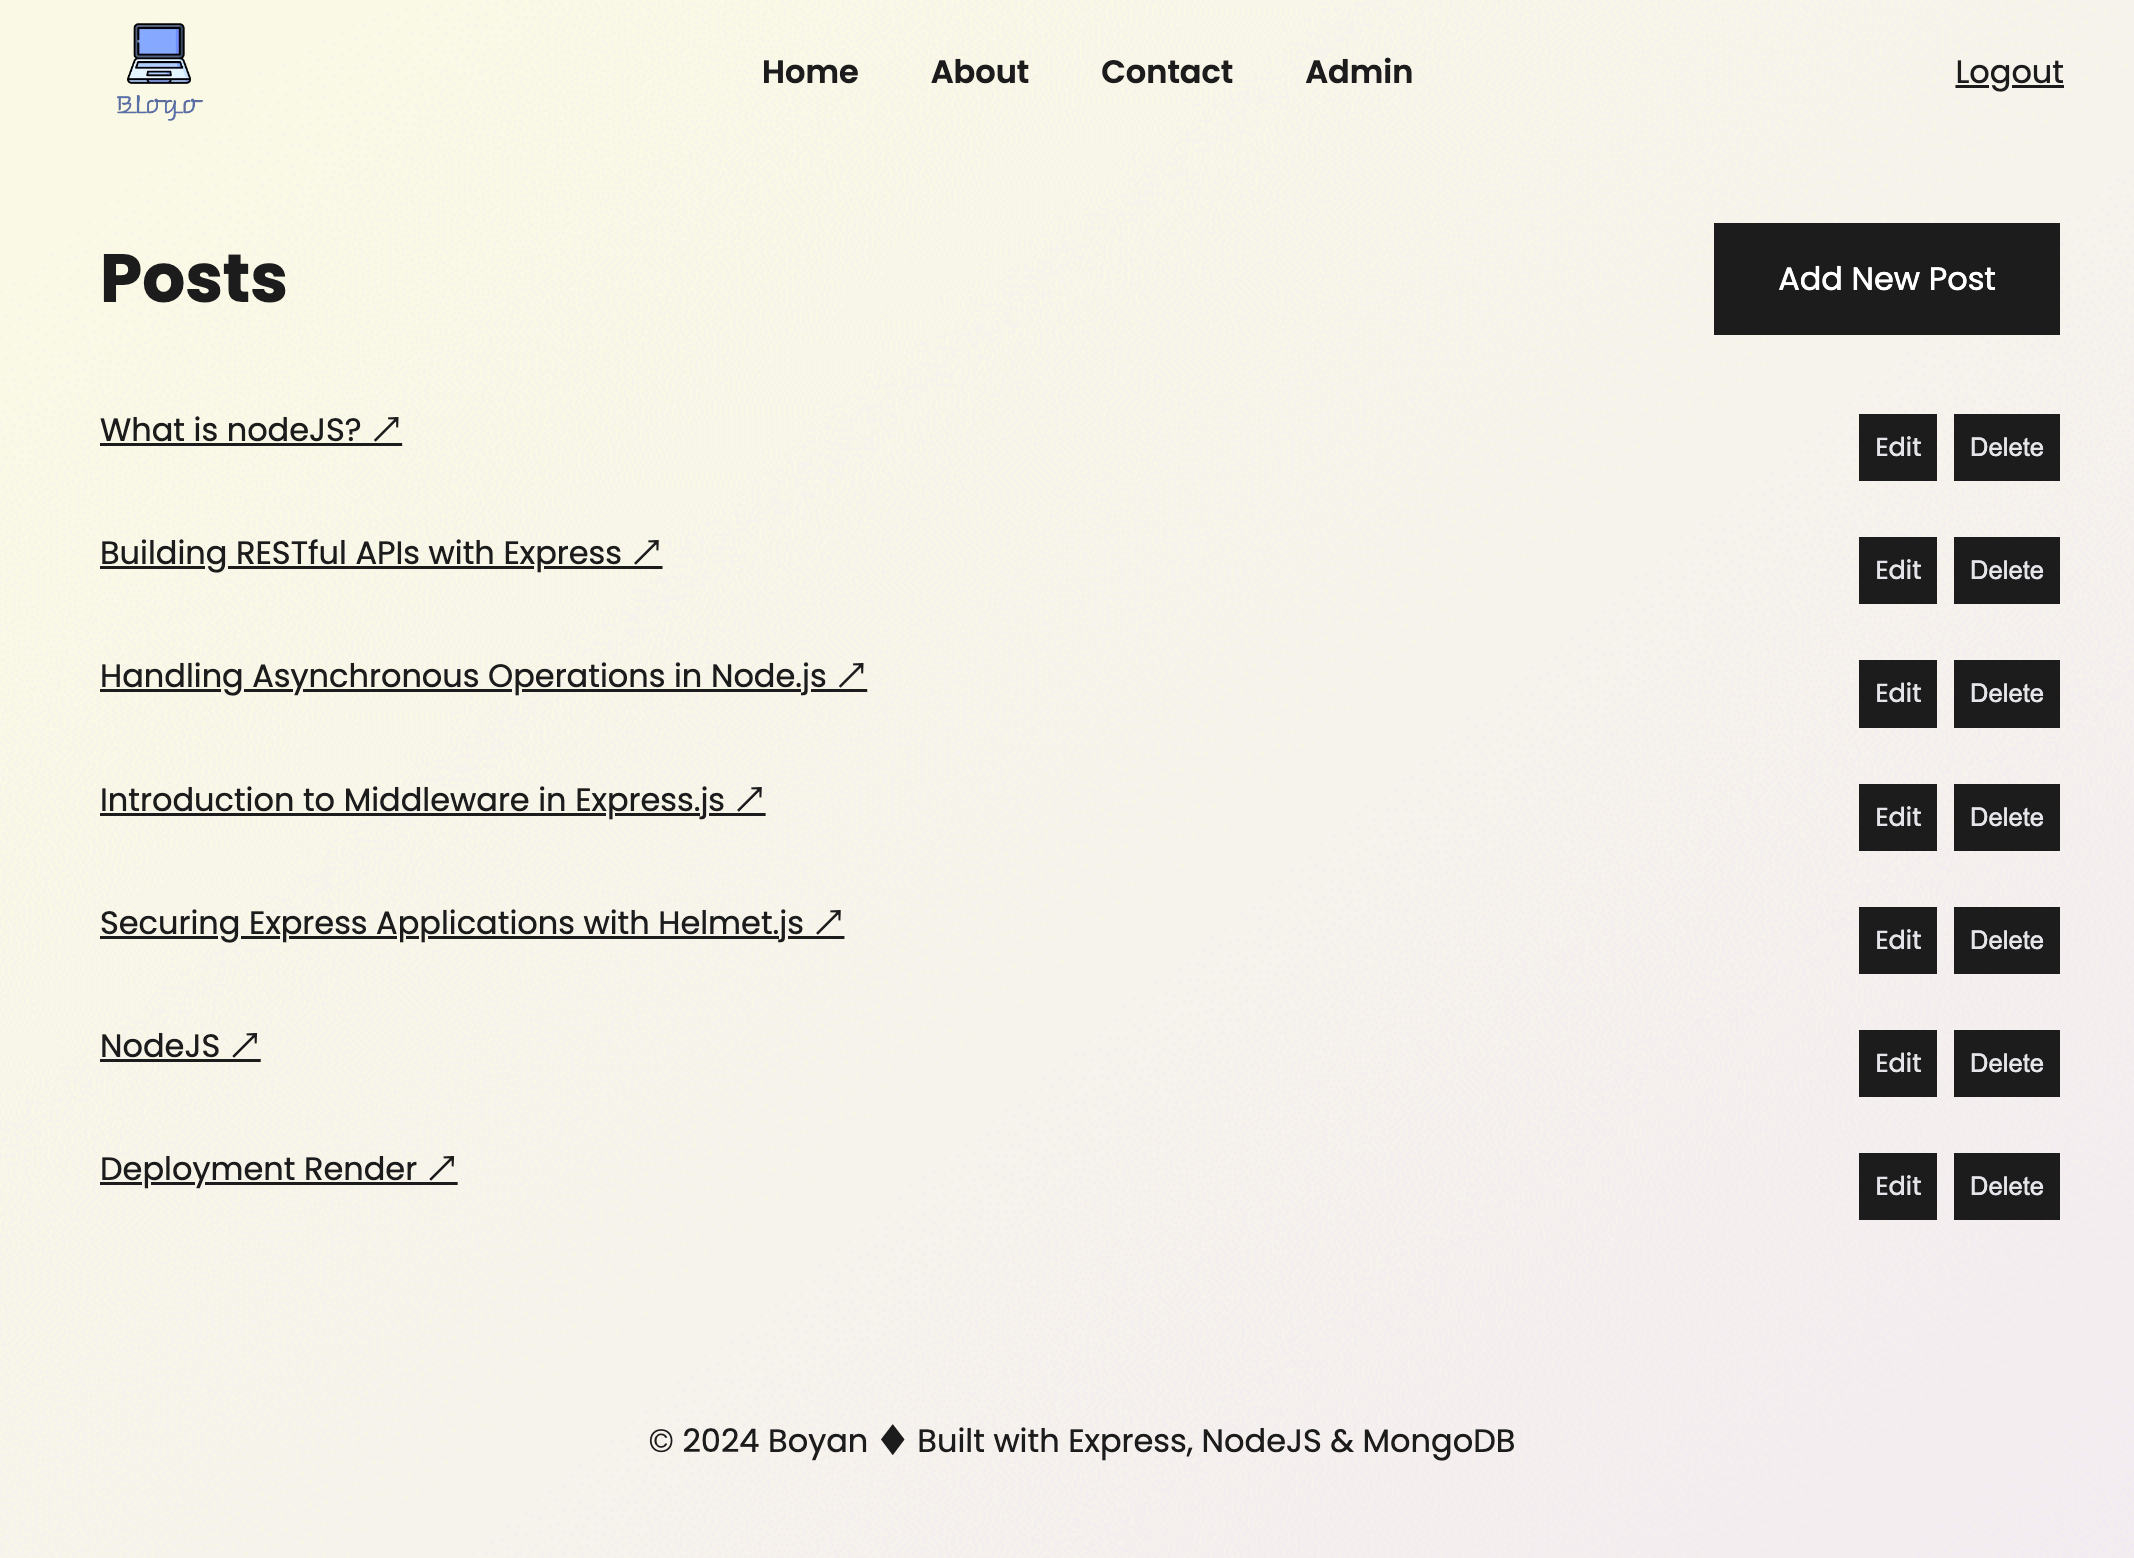 Blogo
Home About Contact Admin Logout
Posts
Add New Post
What is nodeJS? ↗ Edit Delete
Building RESTful APIs with Express ↗ Edit Delete
Handling Asynchronous Operations in Node.js ↗ Edit Delete
Introduction to Middleware in Express.js ↗ Edit Delete
Securing Express Applications with Helmet.js ↗ Edit Delete
NodeJS ↗ Edit Delete
Deployment Render ↗ Edit Delete
© 2024 Boyan ♦ Built with Express, NodeJS & MongoDB